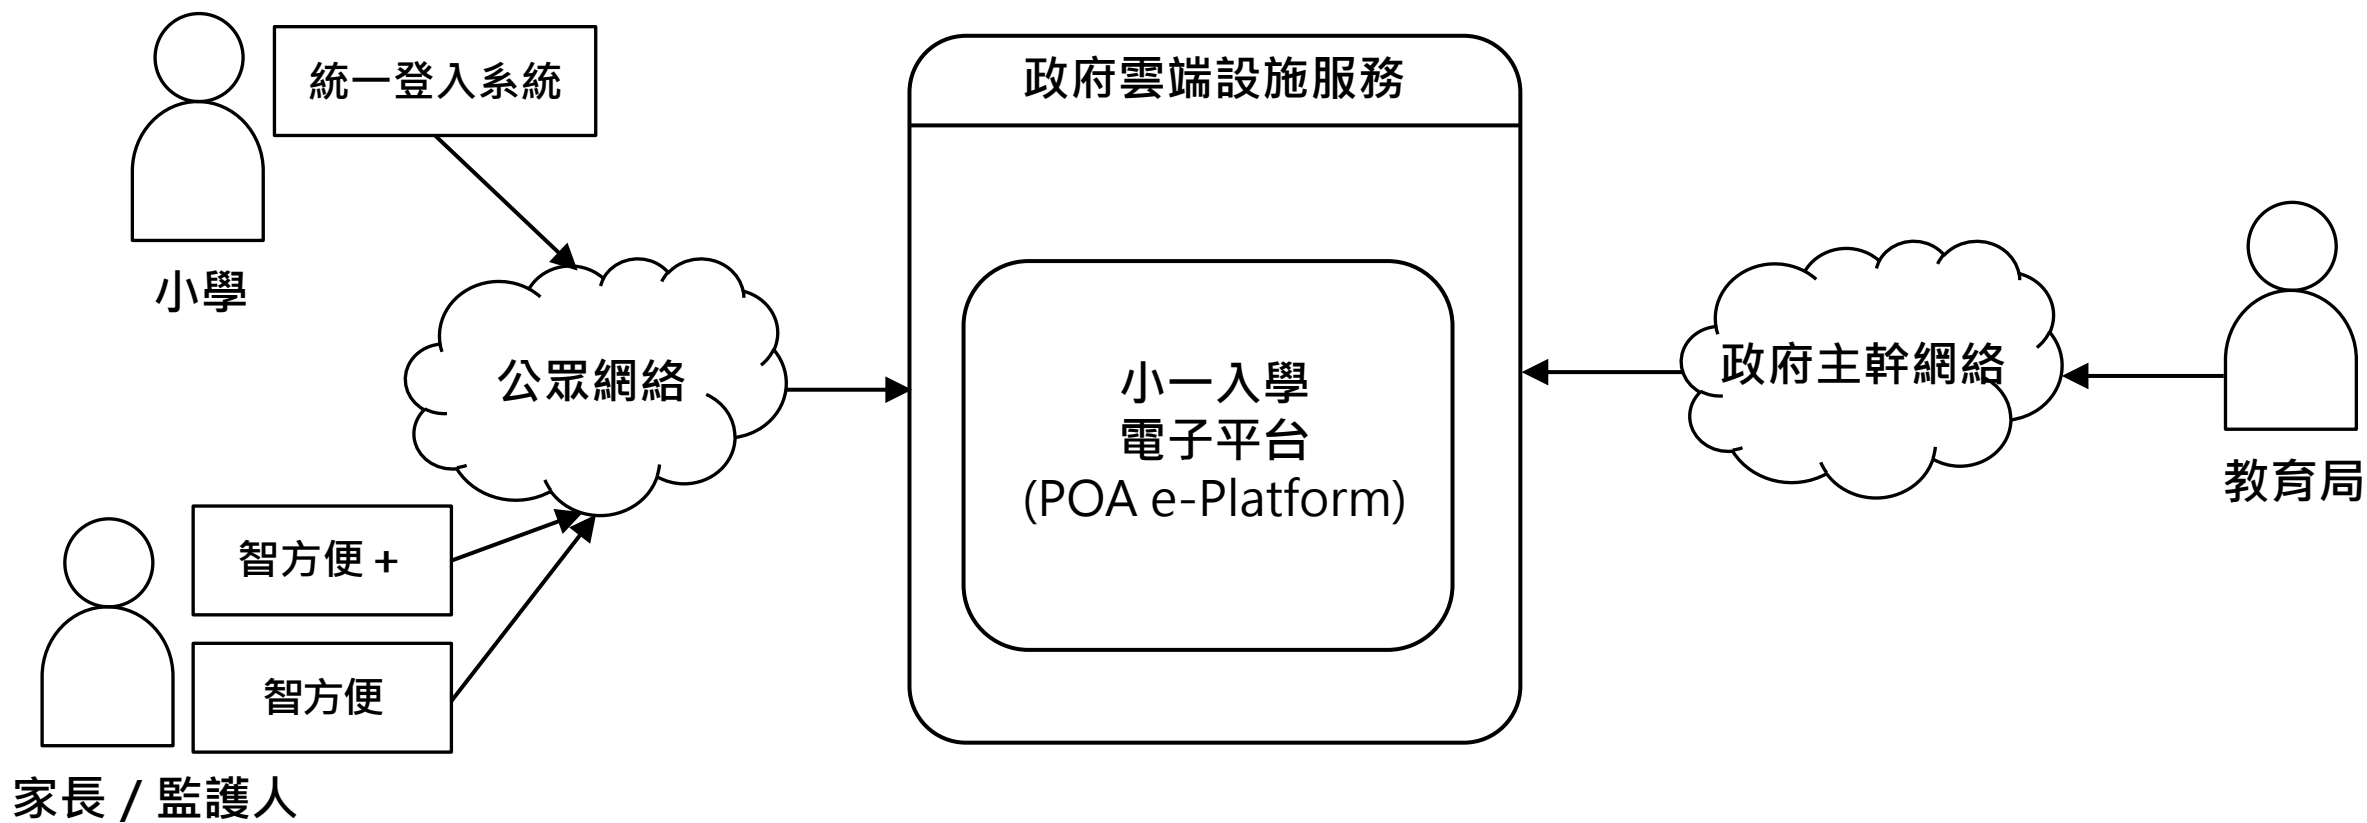 統一登入系統
小學
公眾網絡
智方便 +
智方便
家長 / 監護人
政府雲端設施服務
小一入學
電子平台
(POA e-Platform)
政府主幹網絡
教育局